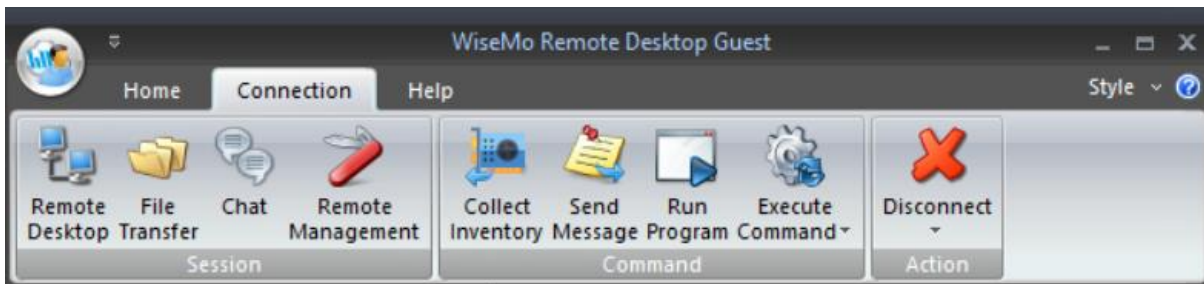 WiseMo Remote Desktop Guest
Home Connection Help Style
Remote Desktop
File Transfer
Chat
Remote Management
Collect Inventory
Send Message
Run Program
Execute Command
Disconnect
Session Command Action